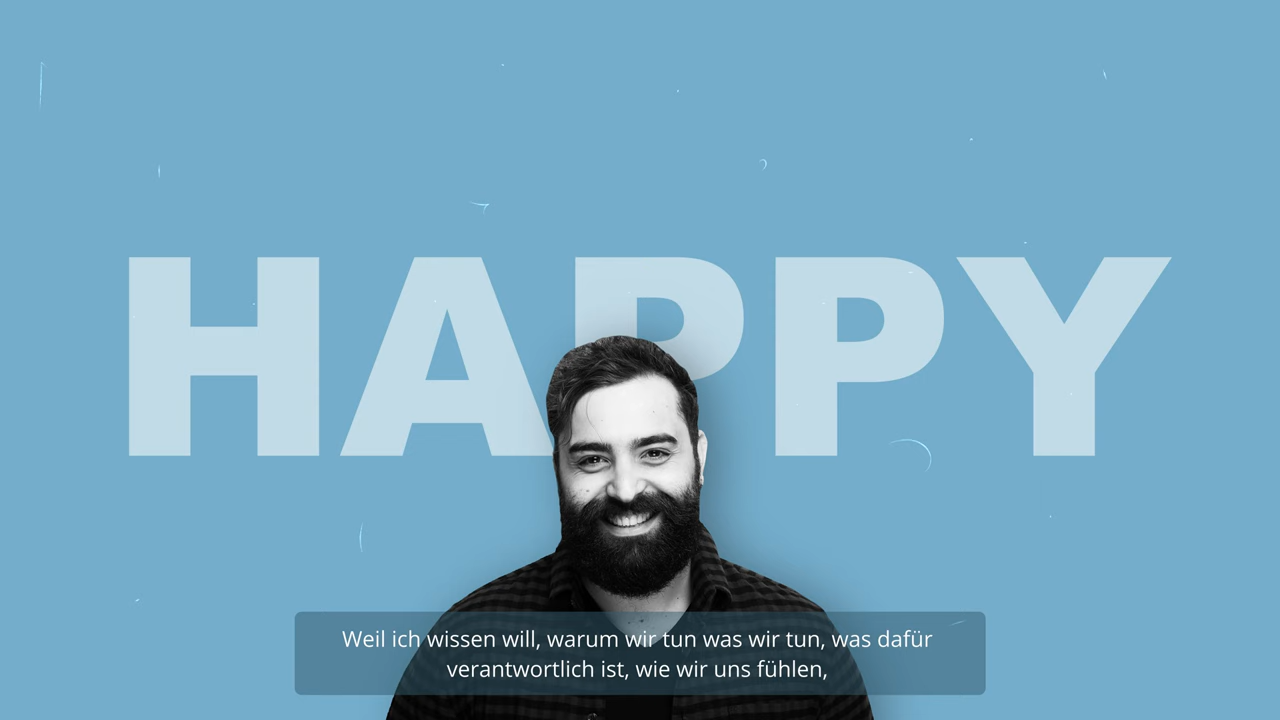 HAPPY
Weil ich wissen will, warum wir tun was wir tun, was dafür
verantwortlich ist, wie wir uns fühlen,